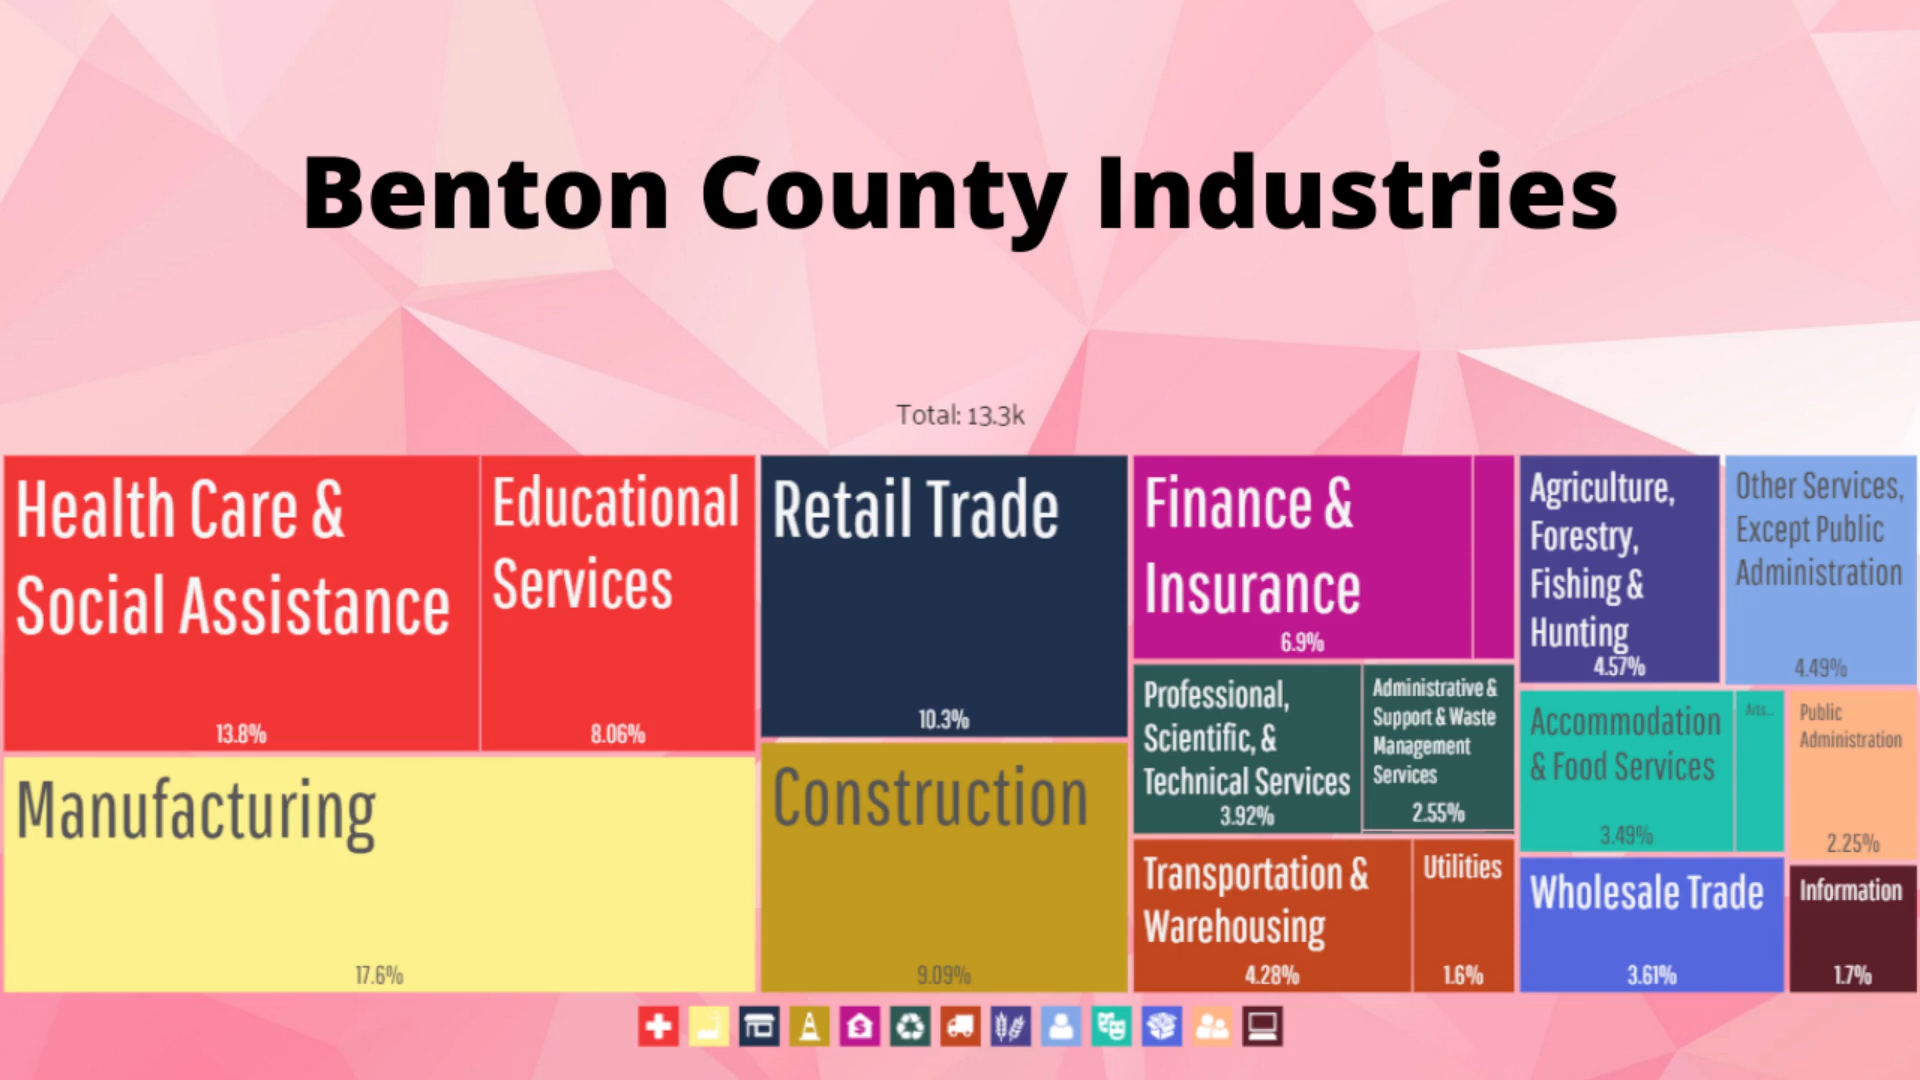 Benton County Industries
Total: 13.3k
Health Care &
Social Assistance
13.8%
Educational
Services
8.06%
Manufacturing
17.6%
Retail Trade
10.3%
Construction
9.09%
Finance &
Insurance
6.9%
Professional,
Scientific, &
Technical Services
3.92%
Administrative &
Support & Waste
Management
Services
2.55%
Transportation &
Warehousing
4.28%
Utilities
1.6%
Agriculture,
Forestry,
Fishing &
Hunting
4.57%
Other Services,
Except Public
Administration
4.49%
Accommodation
& Food Services
3.49%
Arts...
Public
Administration
2.25%
Wholesale Trade
3.61%
Information
1.7%